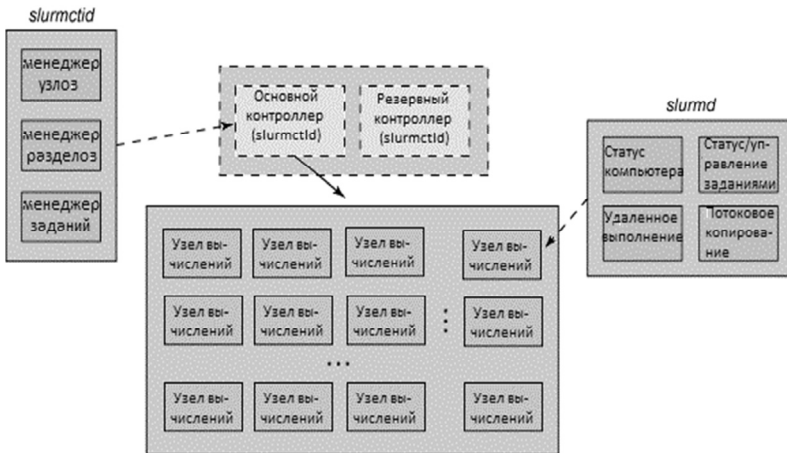 slurmctid
менеджер
узлоз
менеджер
разделоз
менеджер
заданий
Основной
контроллер
(slurmctld)
Резервный
контроллер
(slurmctld)
slurmd
Статус
компьютера
Статус/уп-
равление
заданиями
Удаленное
выполнение
Потоковое
копирова-
ние
Узел вы-
числений
Узел вы-
числений
Узел вы-
числений
Узел вы-
числений
Узел вы-
числений
Узел вы-
числений
Узел вы-
числений
Узел вы-
числений
...
Узел вы-
числений
Узел вы-
числений
Узел вы-
числений
Узел вы-
числений